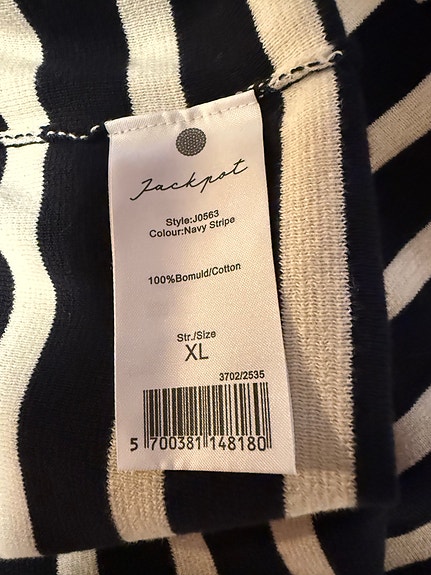 Jackpot
Style:J0563
Colour:Navy Stripe
100%Bomuld/Cotton
Str./Size
XL
3702/2535
5 700381 148180